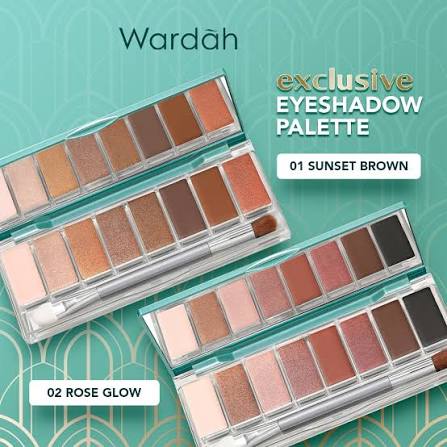 Wardah
exclusive
EYESHADOW
PALETTE
01 SUNSET BROWN
02 ROSE GLOW